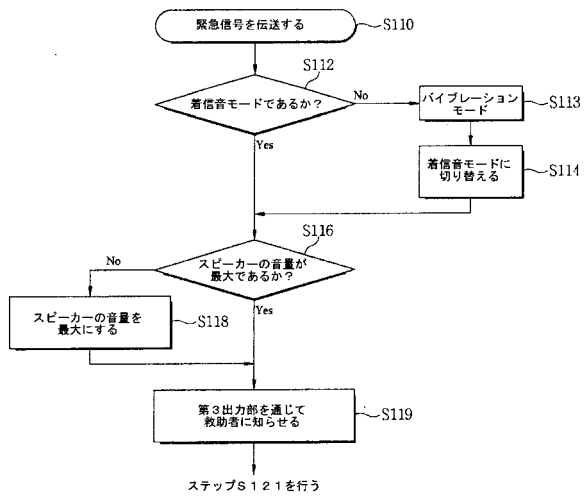 緊急信号を伝送する
S110
S112
着信音モードであるか？
No
バイブレーション
モード
S113
Yes
着信音モードに
切り替える
S114
S116
スピーカーの音量が
最大であるか？
No
スピーカーの音量を
最大にする
S118
Yes
第３出力部を通じて
救助者に知らせる
S119
ステップＳ１２１を行う